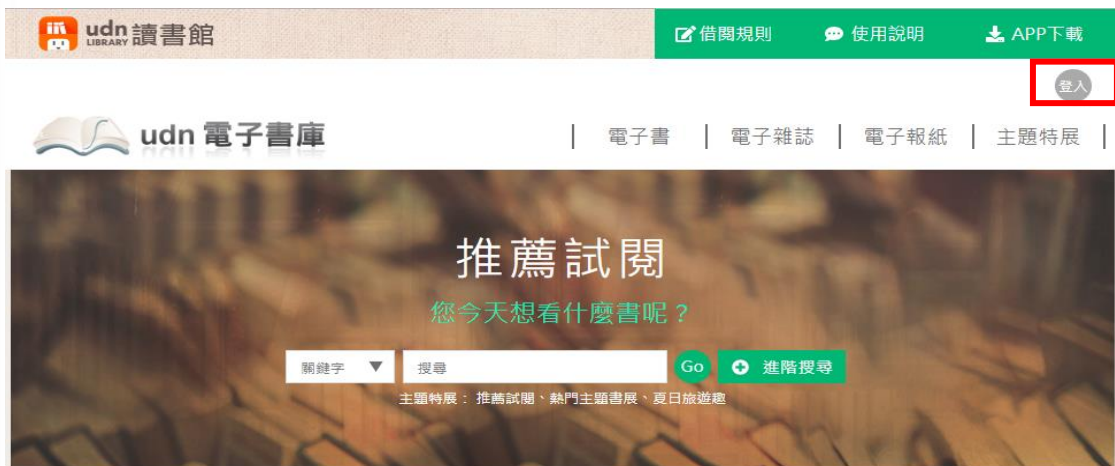 udn LIBRARY 讀書館 借閱規則 使用說明 APP下載
登入
udn 電子書庫 電子書 電子雜誌 電子報紙 主題特展
推薦試閱
您今天想看什麼書呢？
關鍵字 搜尋 Go 進階搜尋
主題特展： 推薦試閱、熱門主題書展、夏日旅遊趣